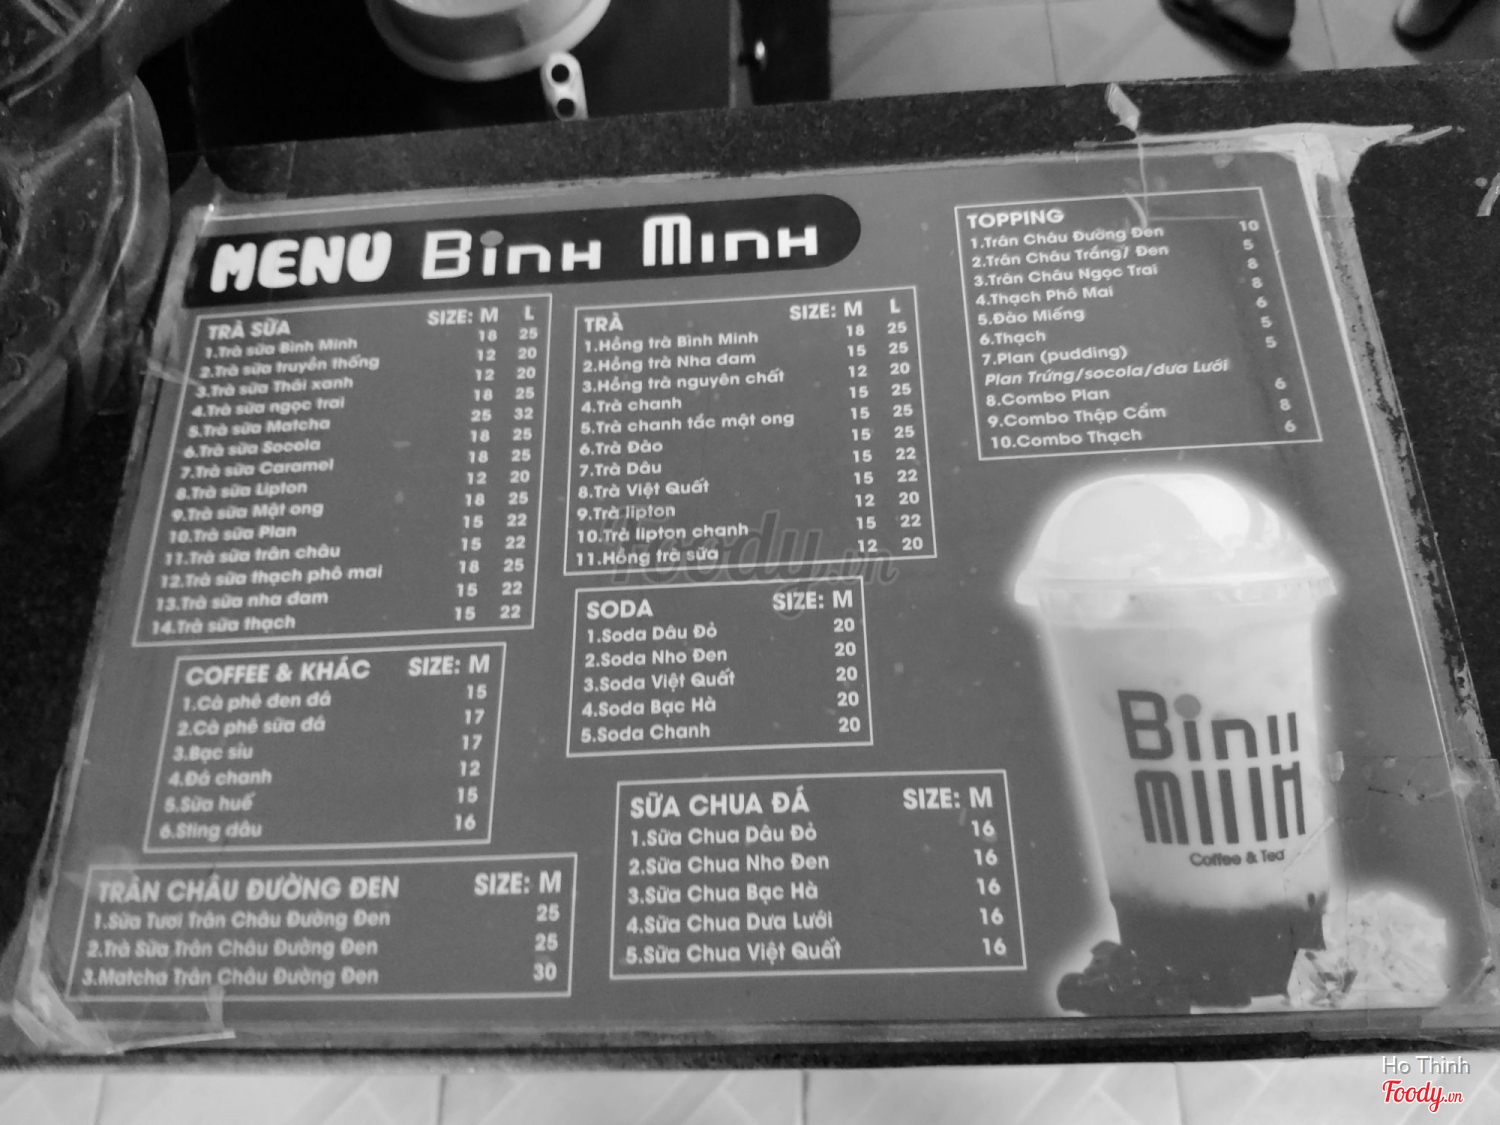 MENU Bình Minh
TRÀ SỮA SIZE: M L
1.Trà sữa Bình Minh 18 25
2.Trà sữa truyền thống 12 20
3.Trà sữa Thái xanh 12 20
4.Trà sữa ngọc trai 18 25
5.Trà sữa Matcha 25 32
6.Trà sữa Socola 18 25
7.Trà sữa Caramel 18 25
8.Trà sữa Lipton 12 20
9.Trà sữa Mật ong 18 25
10.Trà sữa Plan 15 22
11.Trà sữa trân châu 15 22
12.Trà sữa thạch phô mai 18 25
13.Trà sữa nha đam 15 22
14.Trà sữa thạch 15 22
COFFEE & KHÁC SIZE: M
1.Cà phê đen đá 15
2.Cà phê sữa đá 17
3.Bạc sỉu 17
4.Đá chanh 12
5.Sữa huế 15
6.Sting dâu 16
TRÂN CHÂU ĐƯỜNG ĐEN SIZE: M
1.Sữa Tươi Trân Châu Đường Đen 25
2.Trà Sữa Trân Châu Đường Đen 25
3.Matcha Trân Châu Đường Đen 30
TRÀ SIZE: M L
1.Hồng trà Bình Minh 18 25
2.Hồng trà Nha đam 15 25
3.Hồng trà nguyên chất 12 20
4.Trà chanh 15 25
5.Trà chanh tắc mật ong 15 25
6.Trà Đào 15 25
7.Trà Dâu 15 22
8.Trà Việt Quất 15 22
9.Trà lipton 12 20
10.Trà lipton chanh 15 22
11.Hồng trà sữa 12 20
SODA SIZE: M
1.Soda Dâu Đỏ 20
2.Soda Nho Đen 20
3.Soda Việt Quất 20
4.Soda Bạc Hà 20
5.Soda Chanh 20
SỮA CHUA ĐÁ SIZE: M
1.Sữa Chua Dâu Đỏ 16
2.Sữa Chua Nho Đen 16
3.Sữa Chua Bạc Hà 16
4.Sữa Chua Dưa Lưới 16
5.Sữa Chua Việt Quất 16
TOPPING
1.Trân Châu Đường Đen 10
2.Trân Châu Trắng/ Đen 5
3.Trân Châu Ngọc Trai 8
4.Thạch Phô Mai 8
5.Đào Miếng 6
6.Thạch 5
7.Plan (pudding) 5
Plan Trứng/socola/dưa Lưới
8.Combo Plan 6
9.Combo Thập Cẩm 8
10.Combo Thạch 6
Bình
Minh
Coffee & Tea
Foody.vn
Ho Thinh
Foody.vn